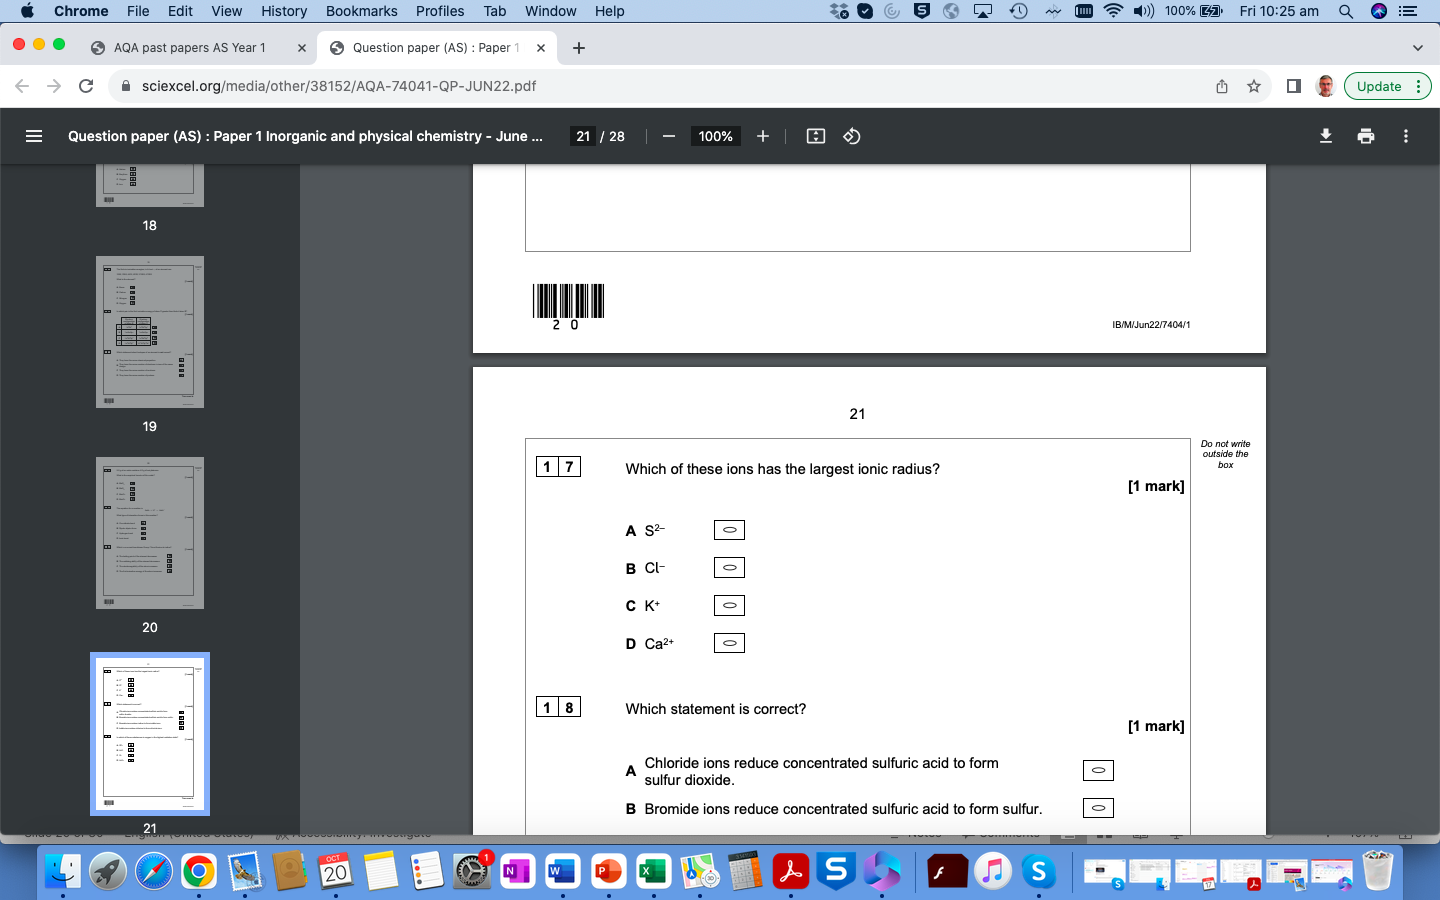 Chrome File Edit View History Bookmarks Profiles Tab Window Help 100% Fri 10:25 am
AQA past papers AS Year 1 Question paper (AS) : Paper 1
sciexcel.org/media/other/38152/AQA-74041-QP-JUN22.pdf Update
Question paper (AS) : Paper 1 Inorganic and physical chemistry - June ... 21 / 28 100%
18
19
20
21
2 0
IB/M/Jun22/7404/1
21
Do not write
outside the
box
1 7 Which of these ions has the largest ionic radius?
[1 mark]
A S²⁻
B Cl⁻
C K⁺
D Ca²⁺
1 8 Which statement is correct?
[1 mark]
A Chloride ions reduce concentrated sulfuric acid to form
sulfur dioxide.
B Bromide ions reduce concentrated sulfuric acid to form sulfur.
OCT
20
1
17